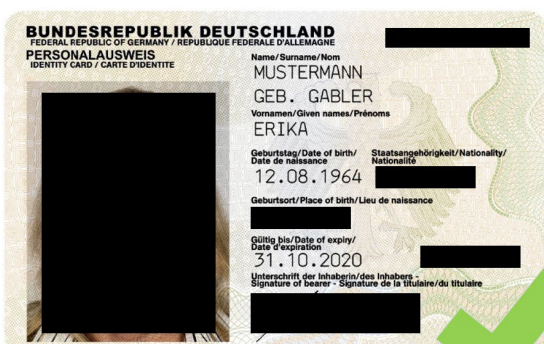 BUNDESREPUBLIK DEUTSCHLAND
FEDERAL REPUBLIC OF GERMANY / REPUBLIQUE FEDERALE D'ALLEMAGNE
PERSONALAUSWEIS
IDENTITY CARD / CARTE D'IDENTITE
Name/Surname/Nom
MUSTERMANN
GEB. GABLER
Vornamen/Given names/Prénoms
ERIKA
Geburtstag/Date of birth/
Date de naissance
Staatsangehörigkeit/Nationality/
Nationalité
12.08.1964
Geburtsort/Place of birth/Lieu de naissance
Gültig bis/Date of expiry/
Date d'expiration
31.10.2020
Unterschrift der Inhaberin/des Inhabers -
Signature of bearer - Signature de la titulaire/du titulaire